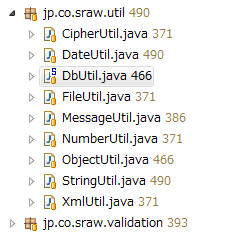 jp.co.sraw.util 490
CipherUtil.java 371
DateUtil.java 490
DbUtil.java 466
FileUtil.java 371
MessageUtil.java 386
NumberUtil.java 371
ObjectUtil.java 466
StringUtil.java 490
XmlUtil.java 371
jp.co.sraw.validation 393